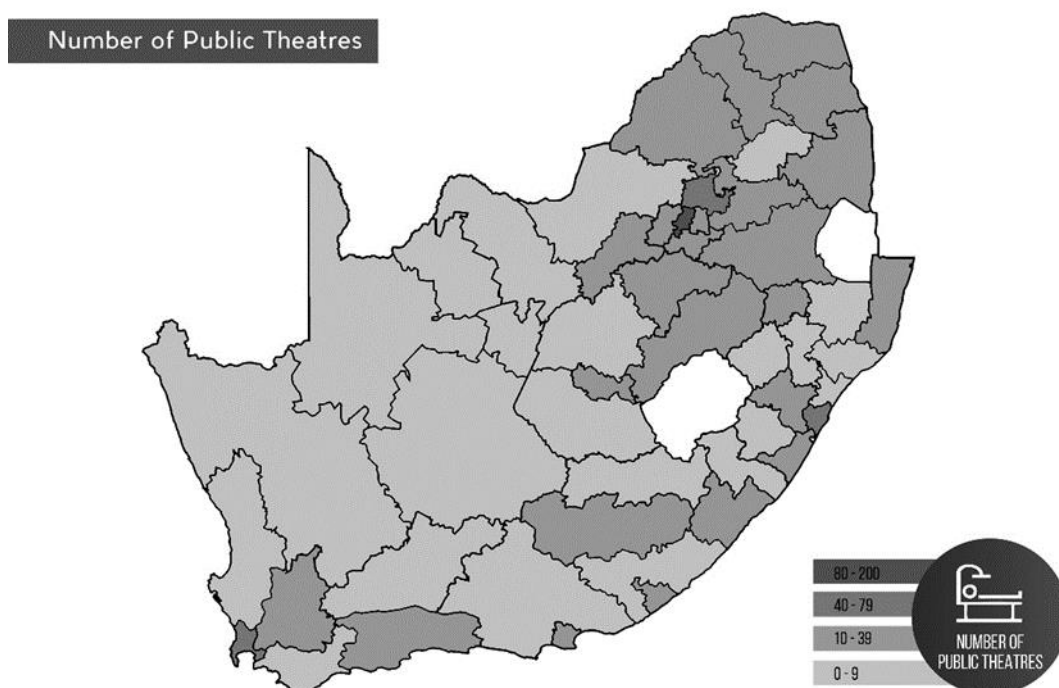 Number of Public Theatres
80 - 200
40 - 79
10 - 39
0 - 9
NUMBER OF
PUBLIC THEATRES